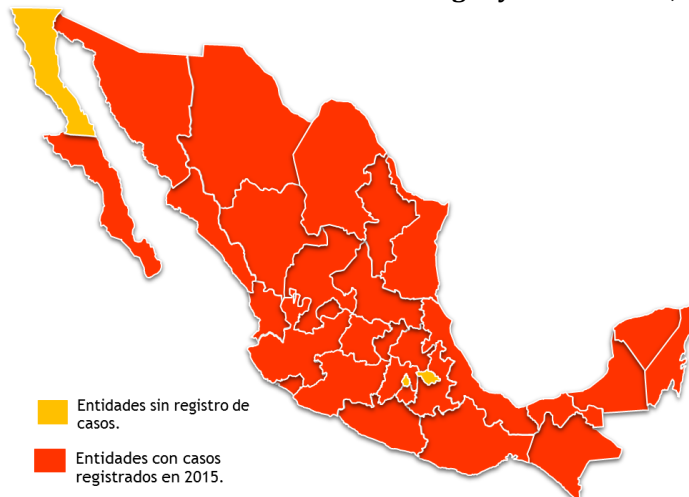 Entidades sin registro de
casos.
Entidades con casos
registrados en 2015.